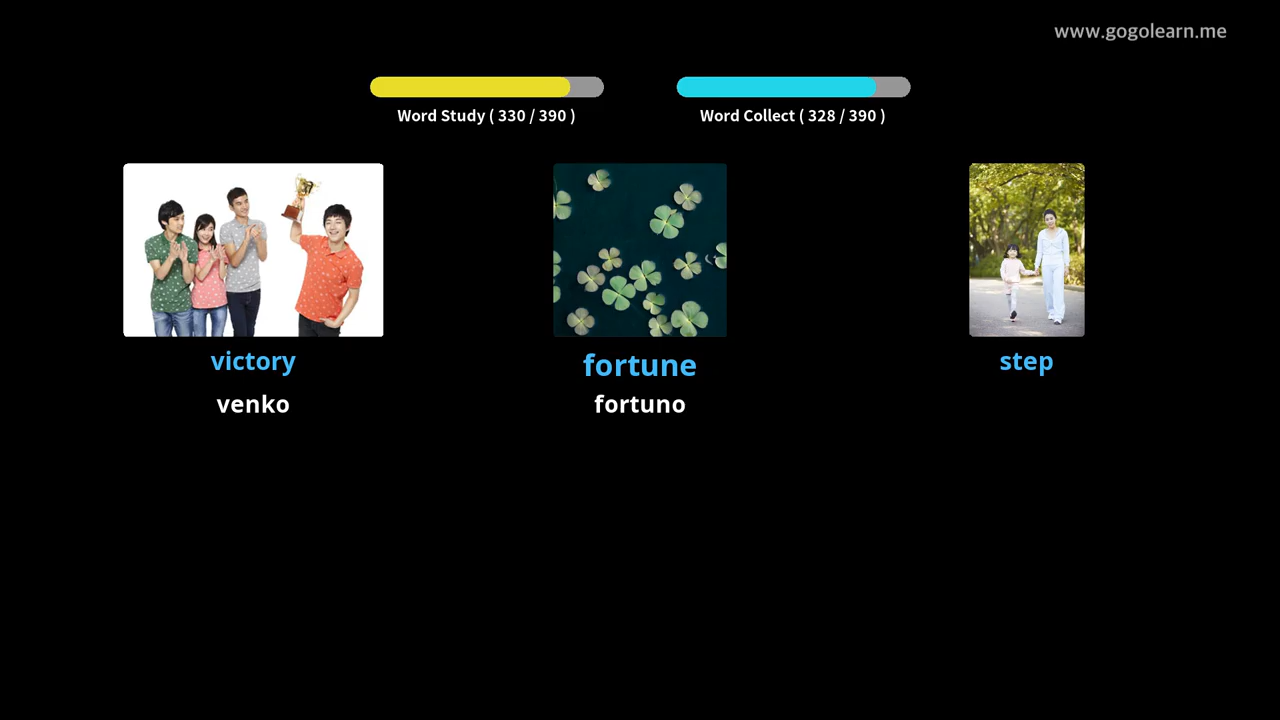 www.gogolearn.me
Word Study ( 330 / 390 )
Word Collect ( 328 / 390 )
victory
fortune
step
venko
fortuno